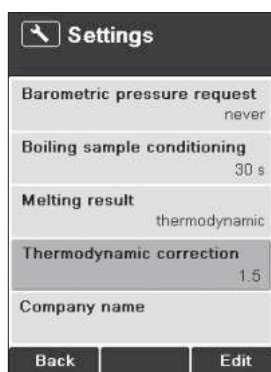 Settings
Barometric pressure request
never
Boiling sample conditioning
30 s
Melting result
thermodynamic
Thermodynamic correction
1.5
Company name
Back
Edit